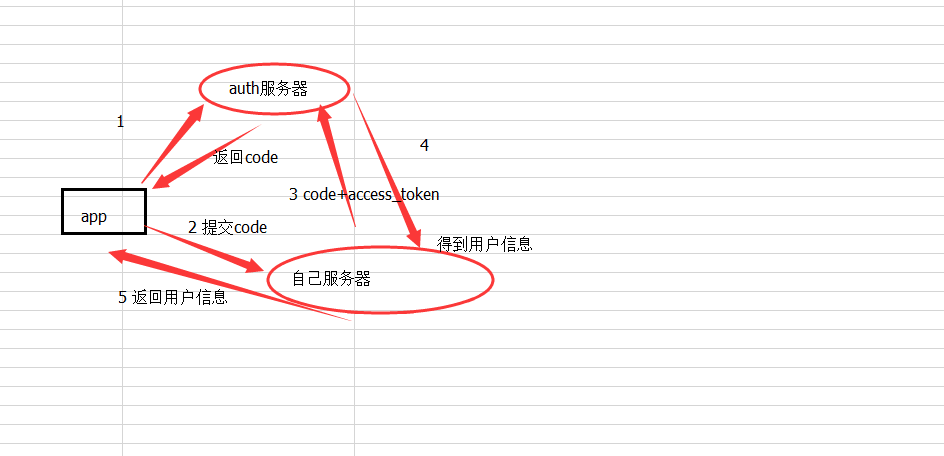 auth服务器
1
4
返回code
3 code+access_token
app
2 提交code
得到用户信息
自己服务器
5 返回用户信息